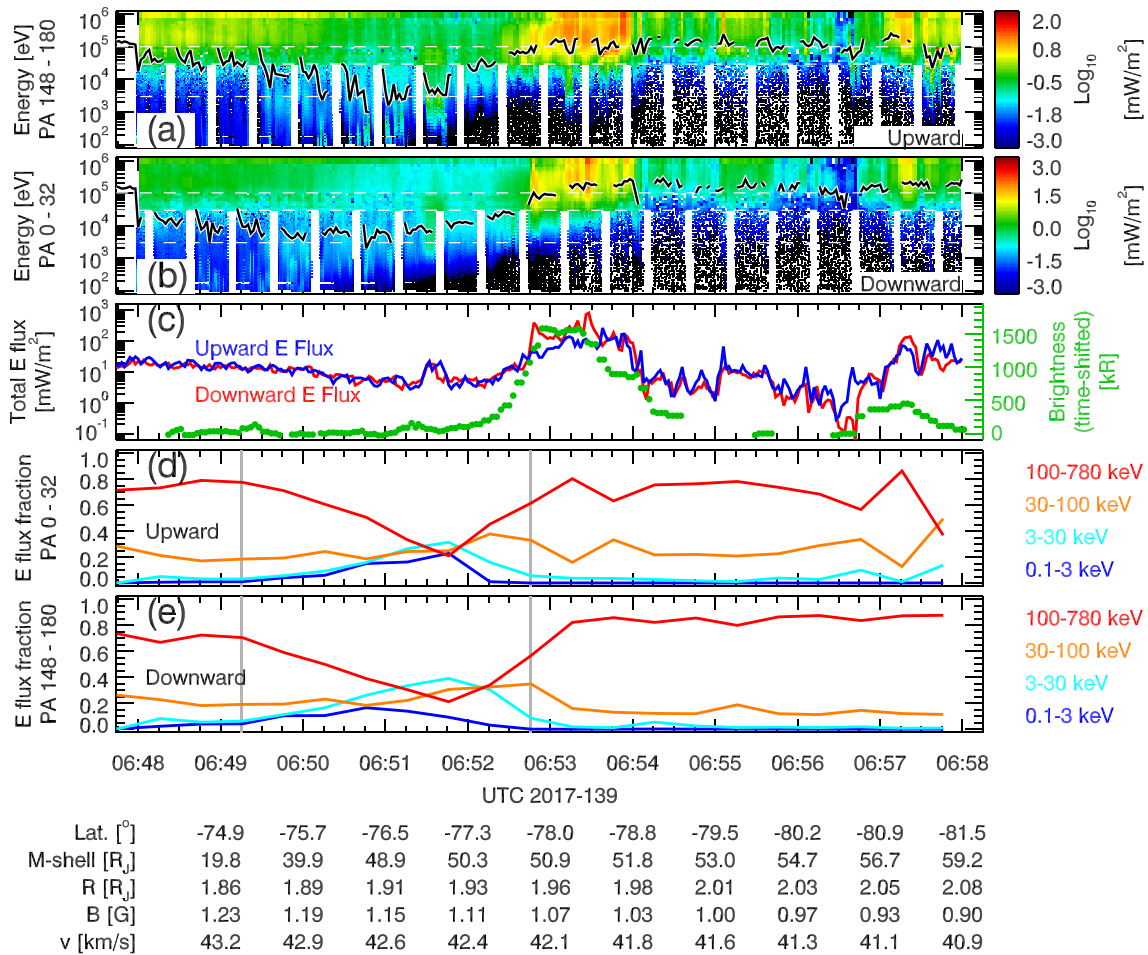 Energy [eV]
PA 148 - 180
10^6
10^5
10^4
10^3
10^2
(a)
Upward
2.0
0.8
-0.5
-1.8
-3.0
Log10
[mW/m^2]
Energy [eV]
PA 0 - 32
10^6
10^5
10^4
10^3
10^2
(b)
Downward
3.0
1.5
0.0
-1.5
-3.0
Log10
[mW/m^2]
Total E flux
[mW/m^2]
10^3
10^2
10^1
10^0
10^-1
(c)
Upward E Flux
Downward E Flux
1500
1000
500
0
Brightness
(time-shifted)
[kR]
E flux fraction
PA 0 - 32
1.0
0.8
0.6
0.4
0.2
0.0
(d)
Upward
100-780 keV
30-100 keV
3-30 keV
0.1-3 keV
E flux fraction
PA 148 - 180
1.0
0.8
0.6
0.4
0.2
0.0
(e)
Downward
100-780 keV
30-100 keV
3-30 keV
0.1-3 keV
06:48 06:49 06:50 06:51 06:52 06:53 06:54 06:55 06:56 06:57 06:58
UTC 2017-139
Lat. [°] -74.9 -75.7 -76.5 -77.3 -78.0 -78.8 -79.5 -80.2 -80.9 -81.5
M-shell [RJ] 19.8 39.9 48.9 50.3 50.9 51.8 53.0 54.7 56.7 59.2
R [RJ] 1.86 1.89 1.91 1.93 1.96 1.98 2.01 2.03 2.05 2.08
B [G] 1.23 1.19 1.15 1.11 1.07 1.03 1.00 0.97 0.93 0.90
v [km/s] 43.2 42.9 42.6 42.4 42.1 41.8 41.6 41.3 41.1 40.9